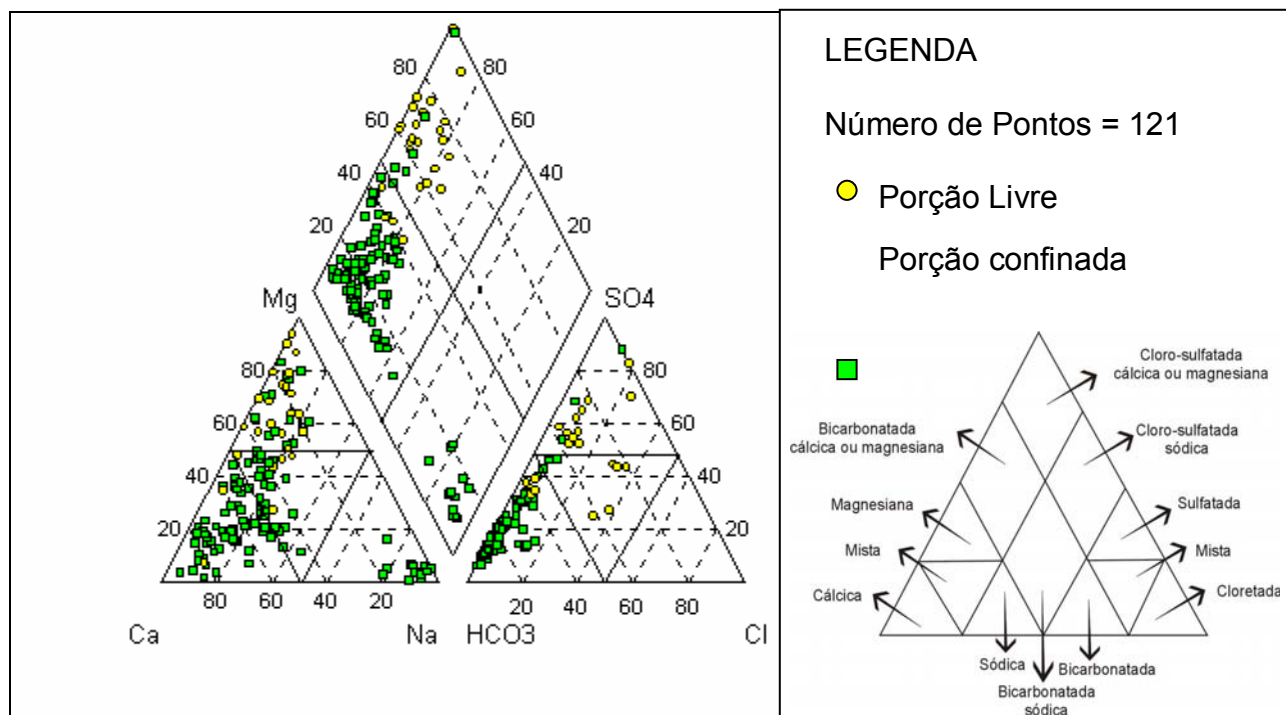 80 80
60 60
40 40
20 20
Mg SO4
80 80
60 60
40 40
20 20
80 60 40 20
20 40 60 80
Ca Na HCO3 Cl
LEGENDA
Número de Pontos = 121
Porção Livre
Porção confinada
Cloro-sulfatada
cálcica ou magnesiana
Bicarbonatada
cálcica ou magnesiana
Cloro-sulfatada
sódica
Magnesiana
Sulfatada
Mista
Mista
Cálcica
Cloretada
Sódica
Bicarbonatada
Bicarbonatada
sódica